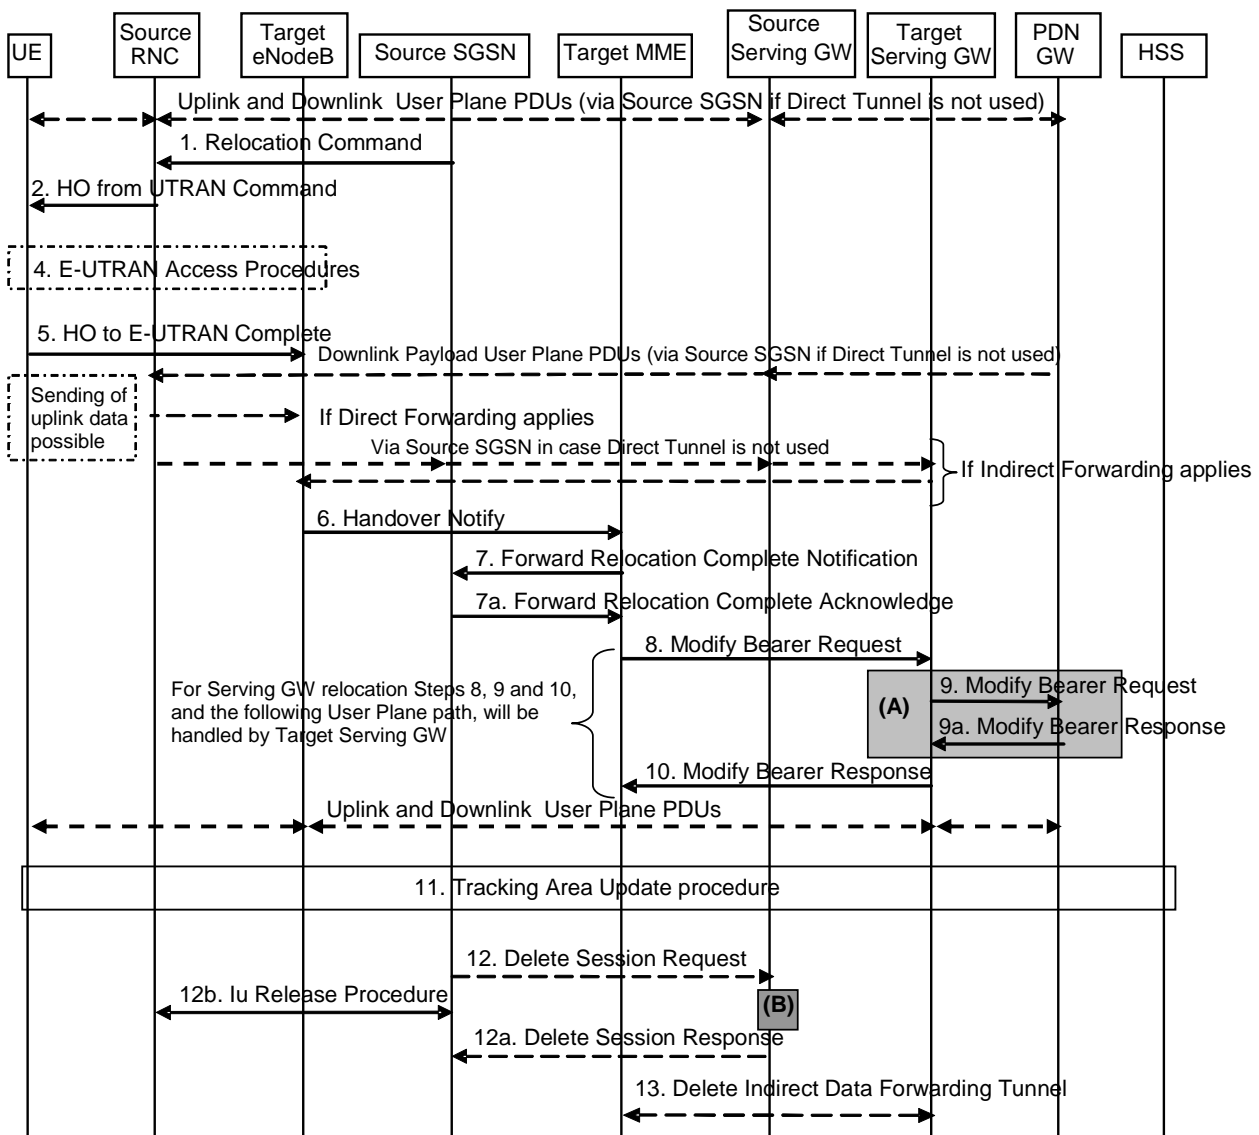 UE
Source
RNC
Target
eNodeB
Source SGSN
Target MME
Source
Serving GW
Target
Serving GW
PDN
GW
HSS
Uplink and Downlink User Plane PDUs (via Source SGSN if Direct Tunnel is not used)
1. Relocation Command
2. HO from UTRAN Command
4. E-UTRAN Access Procedures
5. HO to E-UTRAN Complete
Downlink Payload User Plane PDUs (via Source SGSN if Direct Tunnel is not used)
Sending of
uplink data
possible
If Direct Forwarding applies
Via Source SGSN in case Direct Tunnel is not used
If Indirect Forwarding applies
6. Handover Notify
7. Forward Relocation Complete Notification
7a. Forward Relocation Complete Acknowledge
8. Modify Bearer Request
For Serving GW relocation Steps 8, 9 and 10,
and the following User Plane path, will be
handled by Target Serving GW
(A)
9. Modify Bearer Request
9a. Modify Bearer Response
10. Modify Bearer Response
Uplink and Downlink User Plane PDUs
11. Tracking Area Update procedure
12. Delete Session Request
12b. Iu Release Procedure
(B)
12a. Delete Session Response
13. Delete Indirect Data Forwarding Tunnel